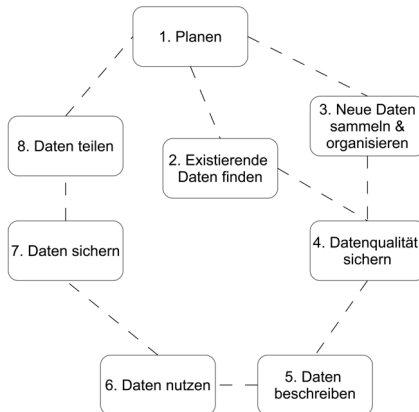 1. Planen
3. Neue Daten
sammeln &
organisieren
8. Daten teilen
2. Existierende
Daten finden
7. Daten sichern
4. Datenqualität
sichern
6. Daten nutzen
5. Daten
beschreiben